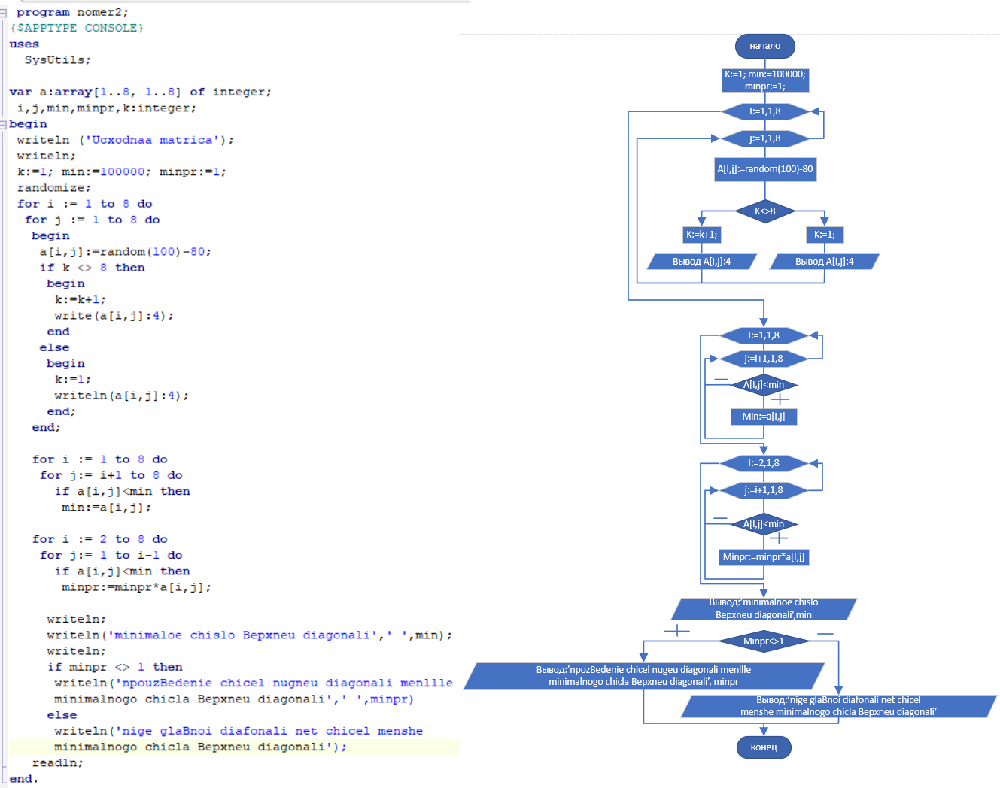 program nomer2;
{$APPTYPE CONSOLE}
uses
SysUtils;
var a:array[1..8, 1..8] of integer;
i,j,min,minpr,k:integer;
begin
writeln ('Ucxodnaa matrica');
writeln;
k:=1; min:=100000; minpr:=1;
randomize;
for i := 1 to 8 do
for j := 1 to 8 do
begin
a[i,j]:=random(100)-80;
if k <> 8 then
begin
k:=k+1;
write(a[i,j]:4);
end
else
begin
k:=1;
writeln(a[i,j]:4);
end;
end;
for i := 1 to 8 do
for j:= i+1 to 8 do
if a[i,j]<min then
min:=a[i,j];
for i := 2 to 8 do
for j:= 1 to i-1 do
if a[i,j]<min then
minpr:=minpr*a[i,j];
writeln;
writeln('minimaloe chislo Bepxneu diagonali',' ',min);
writeln;
if minpr <> 1 then
writeln('npouzBedenie chicel nugneu diagonali menllle
minimalnogo chicla Bepxneu diagonali',' ',minpr)
else
writeln('nige glaBnoi diafonali net chicel menshe
minimalnogo chicla Bepxneu diagonali');
readln;
end.
начало
K:=1; min:=100000;
minpr:=1;
I:=1,1,8
j:=1,1,8
A[I,j]:=random(100)-80
K<>8
K:=k+1;
K:=1;
Вывод A[I,j]:4
Вывод A[I,j]:4
I:=1,1,8
j:=i+1,1,8
A[I,j]<min
Min:=a[I,j]
I:=2,1,8
j:=i+1,1,8
A[I,j]<min
Minpr:=minpr*a[I,j]
Вывод:’minimalnoe chislo
Bepxneu diagonali’,min
Minpr<>1
Вывод:’npozBedenie chicel nugeu diagonali menllle
minimalnogo chicla Bepxneu diagonali’, minpr
Вывод:’nige glaBnoi diafonali net chicel
menshe minimalnogo chicla Bepxneu diagonali’
конец